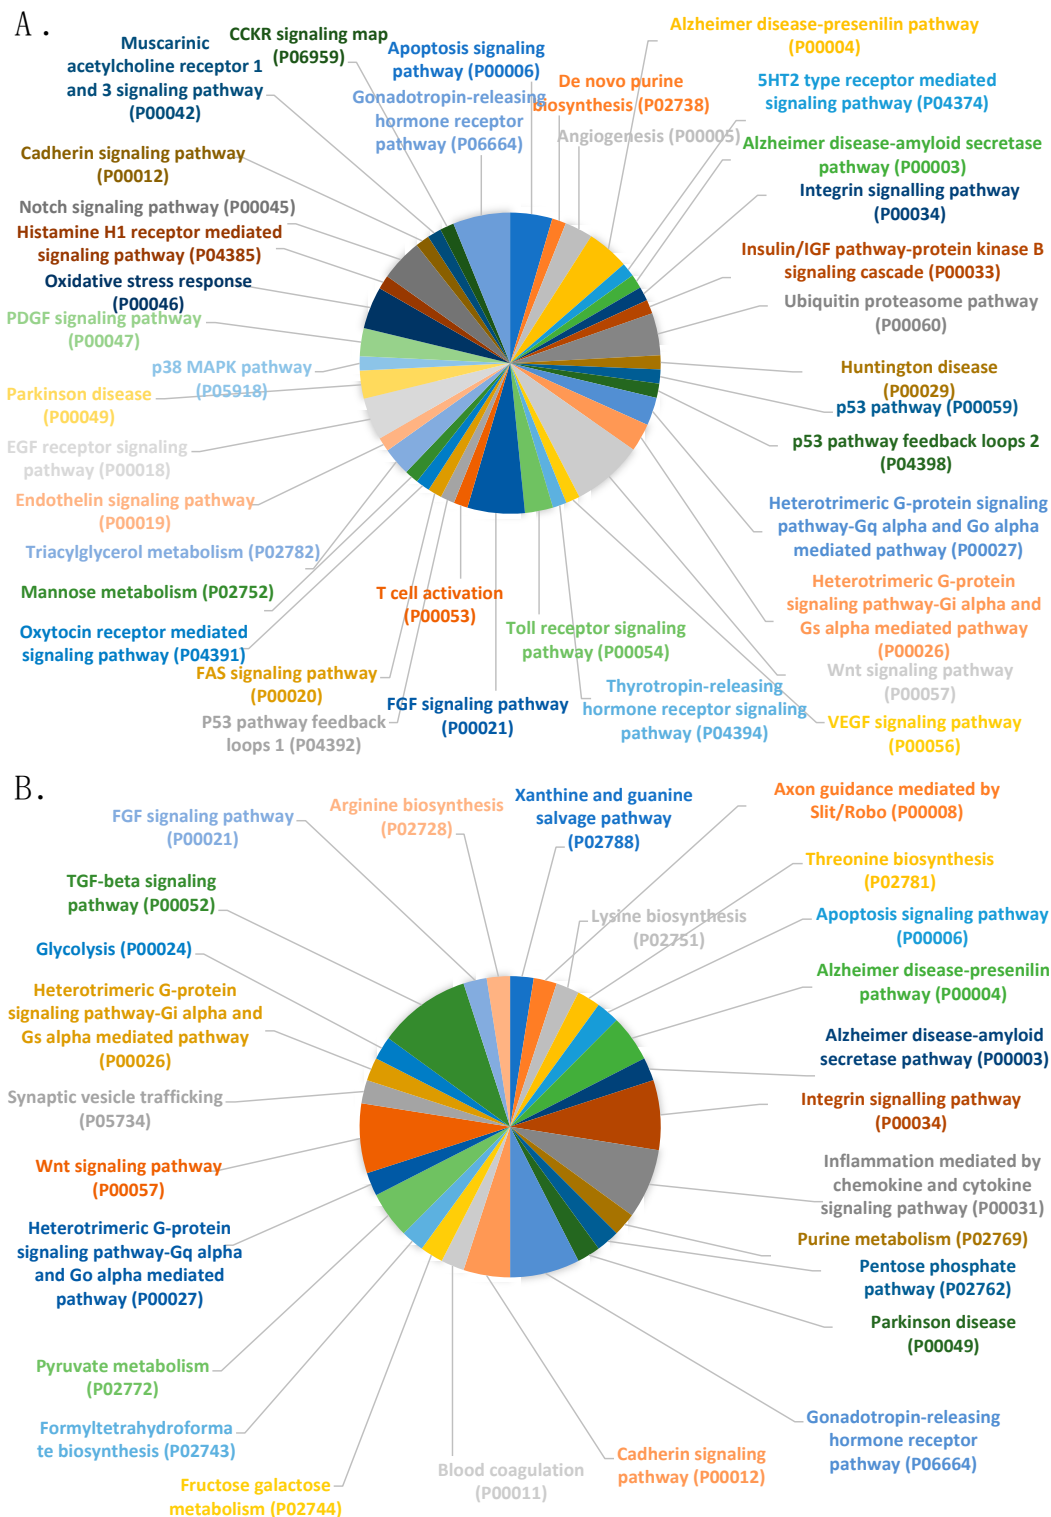 A.
CCKR signaling map
(P06959)
Apoptosis signaling
pathway (P00006)
Alzheimer disease-presenilin pathway
(P00004)
Muscarinic
acetylcholine receptor 1
and 3 signaling pathway
(P00042)
De novo purine
biosynthesis (P02738)
5HT2 type receptor mediated
signaling pathway (P04374)
Gonadotropin-releasing
hormone receptor
pathway (P06664)
Angiogenesis (P00005)
Alzheimer disease-amyloid secretase
pathway (P00003)
Cadherin signaling pathway
(P00012)
Integrin signalling pathway
(P00034)
Notch signaling pathway (P00045)
Histamine H1 receptor mediated
signaling pathway (P04385)
Insulin/IGF pathway-protein kinase B
signaling cascade (P00033)
Oxidative stress response
(P00046)
Ubiquitin proteasome pathway
(P00060)
PDGF signaling pathway
(P00047)
p38 MAPK pathway
(P05918)
Huntington disease
(P00029)
Parkinson disease
(P00049)
p53 pathway (P00059)
EGF receptor signaling
pathway (P00018)
p53 pathway feedback loops 2
(P04398)
Endothelin signaling pathway
(P00019)
Heterotrimeric G-protein signaling
pathway-Gq alpha and Go alpha
mediated pathway (P00027)
Triacylglycerol metabolism (P02782)
Mannose metabolism (P02752)
T cell activation
(P00053)
Heterotrimeric G-protein
signaling pathway-Gi alpha and
Gs alpha mediated pathway
(P00026)
Oxytocin receptor mediated
signaling pathway (P04391)
Toll receptor signaling
pathway (P00054)
FAS signaling pathway
(P00020)
Wnt signaling pathway
(P00057)
P53 pathway feedback
loops 1 (P04392)
FGF signaling pathway
(P00021)
Thyrotropin-releasing
hormone receptor signaling
pathway (P04394)
VEGF signaling pathway
(P00056)
B.
FGF signaling pathway
(P00021)
Arginine biosynthesis
(P02728)
Xanthine and guanine
salvage pathway
(P02788)
Axon guidance mediated by
Slit/Robo (P00008)
Threonine biosynthesis
(P02781)
TGF-beta signaling
pathway (P00052)
Lysine biosynthesis
(P02751)
Apoptosis signaling pathway
(P00006)
Glycolysis (P00024)
Alzheimer disease-presenilin
pathway (P00004)
Heterotrimeric G-protein
signaling pathway-Gi alpha and
Gs alpha mediated pathway
(P00026)
Alzheimer disease-amyloid
secretase pathway (P00003)
Synaptic vesicle trafficking
(P05734)
Integrin signalling pathway
(P00034)
Wnt signaling pathway
(P00057)
Inflammation mediated by
chemokine and cytokine
signaling pathway (P00031)
Heterotrimeric G-protein
signaling pathway-Gq alpha
and Go alpha mediated
pathway (P00027)
Purine metabolism (P02769)
Pentose phosphate
pathway (P02762)
Parkinson disease
(P00049)
Pyruvate metabolism
(P02772)
Gonadotropin-releasing
hormone receptor
pathway (P06664)
Formyltetrahydroforma
te biosynthesis (P02743)
Cadherin signaling
pathway (P00012)
Blood coagulation
(P00011)
Fructose galactose
metabolism (P02744)